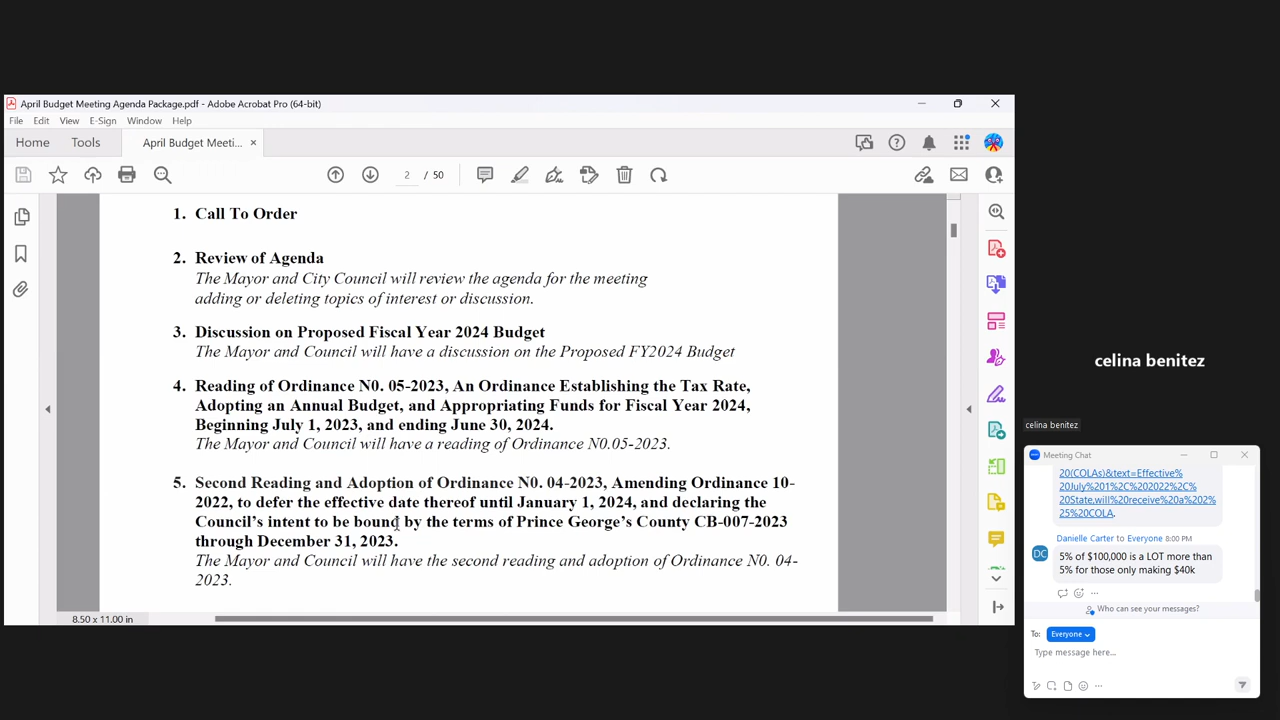 April Budget Meeting Agenda Package.pdf - Adobe Acrobat Pro (64-bit)
File Edit View E-Sign Window Help
Home Tools April Budget Meeti... ×
2 / 50
1. Call To Order
2. Review of Agenda
The Mayor and City Council will review the agenda for the meeting
adding or deleting topics of interest or discussion.
3. Discussion on Proposed Fiscal Year 2024 Budget
The Mayor and Council will have a discussion on the Proposed FY2024 Budget
4. Reading of Ordinance N0. 05-2023, An Ordinance Establishing the Tax Rate,
Adopting an Annual Budget, and Appropriating Funds for Fiscal Year 2024,
Beginning July 1, 2023, and ending June 30, 2024.
The Mayor and Council will have a reading of Ordinance N0.05-2023.
5. Second Reading and Adoption of Ordinance N0. 04-2023, Amending Ordinance 10-
2022, to defer the effective date hereof until January 1, 2024, and declaring the
Council's intent to be bound by the terms of Prince George's County CB-007-2023
through December 31, 2023.
The Mayor and Council will have the second reading and adoption of Ordinance N0. 04-
2023.
8.50 x 11.00 in
celina benitez
celina benitez
Meeting Chat
20(COLAs)&text=Effective%
20July%201%2C%202022%2C%
20State,will%20receive%20a%202%
25%20COLA.
Danielle Carter to Everyone 8:00 PM
DC
5% of $100,000 is a LOT more than
5% for those only making $40k
Who can see your messages?
To: Everyone
Type message here...